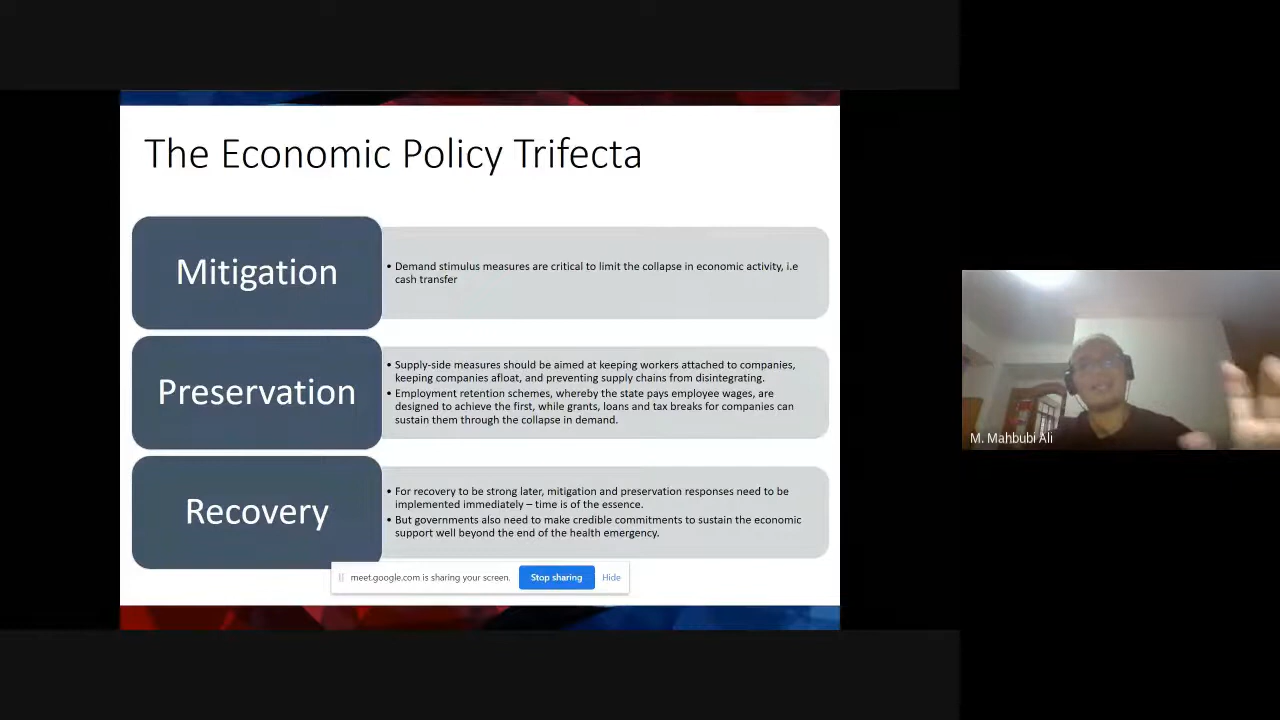 The Economic Policy Trifecta
Mitigation
• Demand stimulus measures are critical to limit the collapse in economic activity, i.e
cash transfer
Preservation
• Supply-side measures should be aimed at keeping workers attached to companies,
keeping companies afloat, and preventing supply chains from disintegrating.
• Employment retention schemes, whereby the state pays employee wages, are
designed to achieve the first, while grants, loans and tax breaks for companies can
sustain them through the collapse in demand.
Recovery
• For recovery to be strong later, mitigation and preservation responses need to be
implemented immediately – time is of the essence.
• But governments also need to make credible commitments to sustain the economic
support well beyond the end of the health emergency.
meet.google.com is sharing your screen. Stop sharing Hide
M. Mahbubi Ali